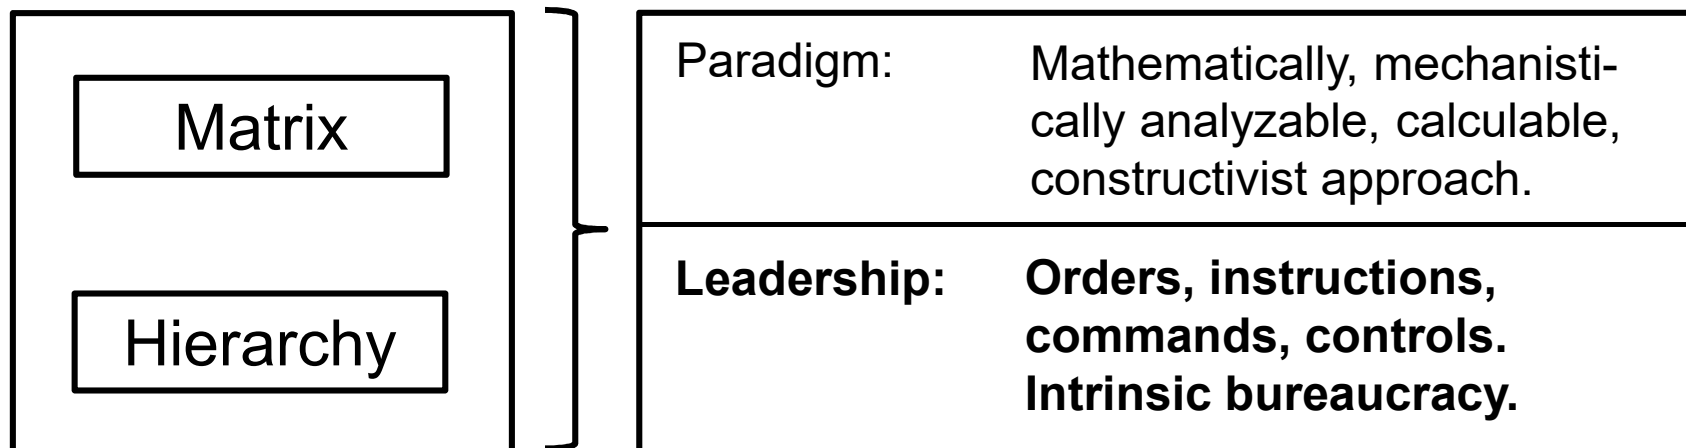 Matrix
Hierarchy
Paradigm: Mathematically, mechanisti-
cally analyzable, calculable,
constructivist approach.
Leadership: Orders, instructions,
commands, controls.
Intrinsic bureaucracy.